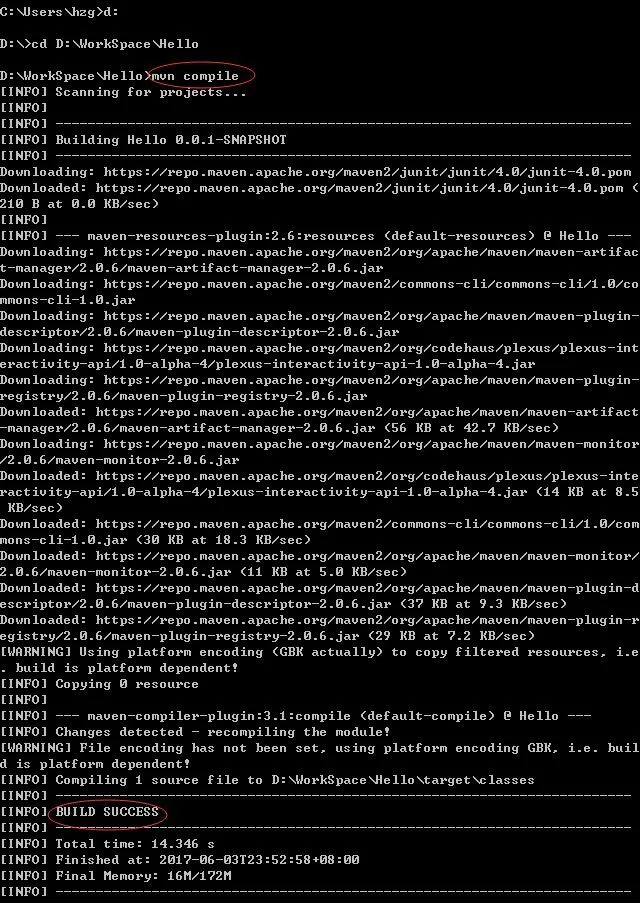 C:\Users\hzg>d:
D:\>cd D:\WorkSpace\Hello
D:\WorkSpace\Hello>mvn compile
[INFO] Scanning for projects...
[INFO]
[INFO] ------------------------------------------------------------------------
[INFO] Building Hello 0.0.1-SNAPSHOT
[INFO] ------------------------------------------------------------------------
Downloading: https://repo.maven.apache.org/maven2/junit/junit/4.0/junit-4.0.pom
Downloaded: https://repo.maven.apache.org/maven2/junit/junit/4.0/junit-4.0.pom (
210 B at 0.0 KB/sec)
[INFO]
[INFO] --- maven-resources-plugin:2.6:resources (default-resources) @ Hello ---
Downloading: https://repo.maven.apache.org/maven2/org/apache/maven/maven-artifac
t-manager/2.0.6/maven-artifact-manager-2.0.6.jar
Downloading: https://repo.maven.apache.org/maven2/commons-cli/commons-cli/1.0/co
mmons-cli-1.0.jar
Downloading: https://repo.maven.apache.org/maven2/org/apache/maven/maven-plugin-
descriptor/2.0.6/maven-plugin-descriptor-2.0.6.jar
Downloading: https://repo.maven.apache.org/maven2/org/codehaus/plexus/plexus-int
eractivity-api/1.0-alpha-4/plexus-interactivity-api-1.0-alpha-4.jar
Downloading: https://repo.maven.apache.org/maven2/org/apache/maven/maven-plugin-
registry/2.0.6/maven-plugin-registry-2.0.6.jar
Downloaded: https://repo.maven.apache.org/maven2/org/apache/maven/maven-artifact
-manager/2.0.6/maven-artifact-manager-2.0.6.jar (56 KB at 42.7 KB/sec)
Downloading: https://repo.maven.apache.org/maven2/org/apache/maven/maven-monitor
/2.0.6/maven-monitor-2.0.6.jar
Downloaded: https://repo.maven.apache.org/maven2/org/codehaus/plexus/plexus-inte
ractivity-api/1.0-alpha-4/plexus-interactivity-api-1.0-alpha-4.jar (14 KB at 8.5
 KB/sec)
Downloaded: https://repo.maven.apache.org/maven2/commons-cli/commons-cli/1.0/com
mons-cli-1.0.jar (30 KB at 18.3 KB/sec)
Downloaded: https://repo.maven.apache.org/maven2/org/apache/maven/maven-monitor/
2.0.6/maven-monitor-2.0.6.jar (11 KB at 5.0 KB/sec)
Downloaded: https://repo.maven.apache.org/maven2/org/apache/maven/maven-plugin-d
escriptor/2.0.6/maven-plugin-descriptor-2.0.6.jar (37 KB at 9.3 KB/sec)
Downloaded: https://repo.maven.apache.org/maven2/org/apache/maven/maven-plugin-r
egistry/2.0.6/maven-plugin-registry-2.0.6.jar (29 KB at 7.2 KB/sec)
[WARNING] Using platform encoding (GBK actually) to copy filtered resources, i.e
. build is platform dependent!
[INFO] Copying 0 resource
[INFO]
[INFO] --- maven-compiler-plugin:3.1:compile (default-compile) @ Hello ---
[INFO] Changes detected - recompiling the module!
[WARNING] File encoding has not been set, using platform encoding GBK, i.e. buil
d is platform dependent!
[INFO] Compiling 1 source file to D:\WorkSpace\Hello\target\classes
[INFO] ------------------------------------------------------------------------
[INFO] BUILD SUCCESS
[INFO] ------------------------------------------------------------------------
[INFO] Total time: 14.346 s
[INFO] Finished at: 2017-06-03T23:52:58+08:00
[INFO] Final Memory: 16M/172M
[INFO] ------------------------------------------------------------------------